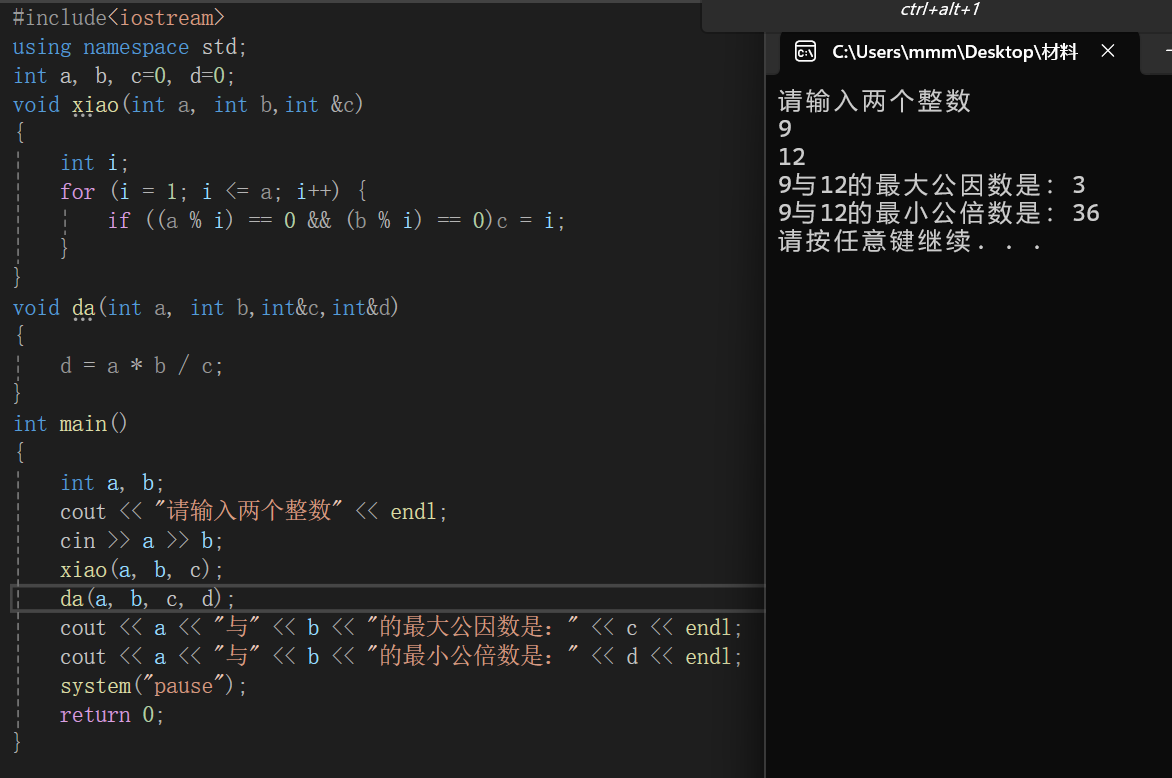 #include<iostream>
using namespace std;
int a, b, c=0, d=0;
void xiao(int a, int b,int &c)
{
int i;
for (i = 1; i <= a; i++) {
if ((a % i) == 0 && (b % i) == 0)c = i;
}
}
void da(int a, int b,int&c,int&d)
{
d = a * b / c;
}
int main()
{
int a, b;
cout << "请输入两个整数" << endl;
cin >> a >> b;
xiao(a, b, c);
da(a, b, c, d);
cout << a << "与" << b << "的最大公因数是：" << c << endl;
cout << a << "与" << b << "的最小公倍数是：" << d << endl;
system("pause");
return 0;
}
ctrl+alt+1
C:\Users\mmm\Desktop\材料
请输入两个整数
9
12
9与12的最大公因数是：3
9与12的最小公倍数是：36
请按任意键继续. . .